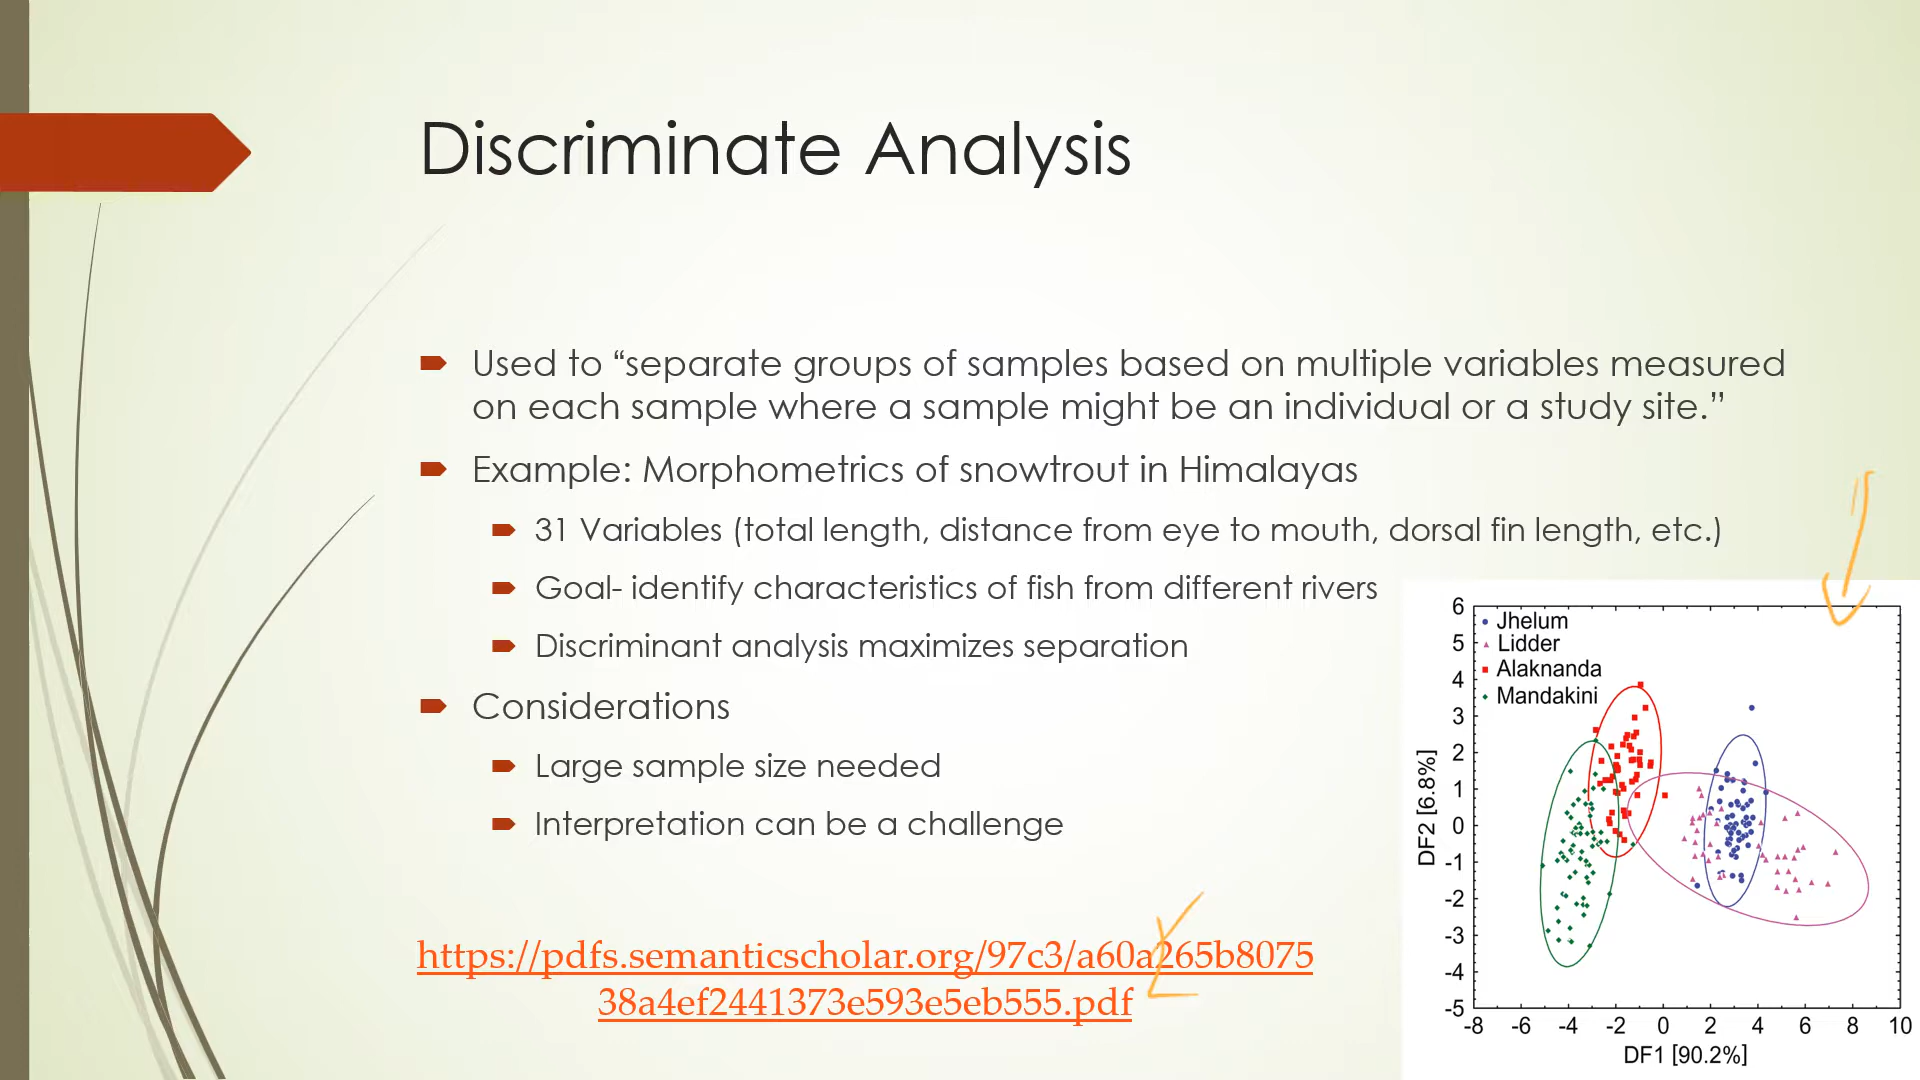 Discriminate Analysis
Used to “separate groups of samples based on multiple variables measured
on each sample where a sample might be an individual or a study site.”
Example: Morphometrics of snowtrout in Himalayas
31 Variables (total length, distance from eye to mouth, dorsal fin length, etc.)
Goal- identify characteristics of fish from different rivers
Discriminant analysis maximizes separation
Considerations
Large sample size needed
Interpretation can be a challenge
https://pdfs.semanticscholar.org/97c3/a60a265b8075
38a4ef2441373e593e5eb555.pdf
Jhelum
Lidder
Alaknanda
Mandakini
6
5
4
3
2
1
0
-1
-2
-3
-4
-5
DF2 [6.8%]
-8 -6 -4 -2 0 2 4 6 8 10
DF1 [90.2%]